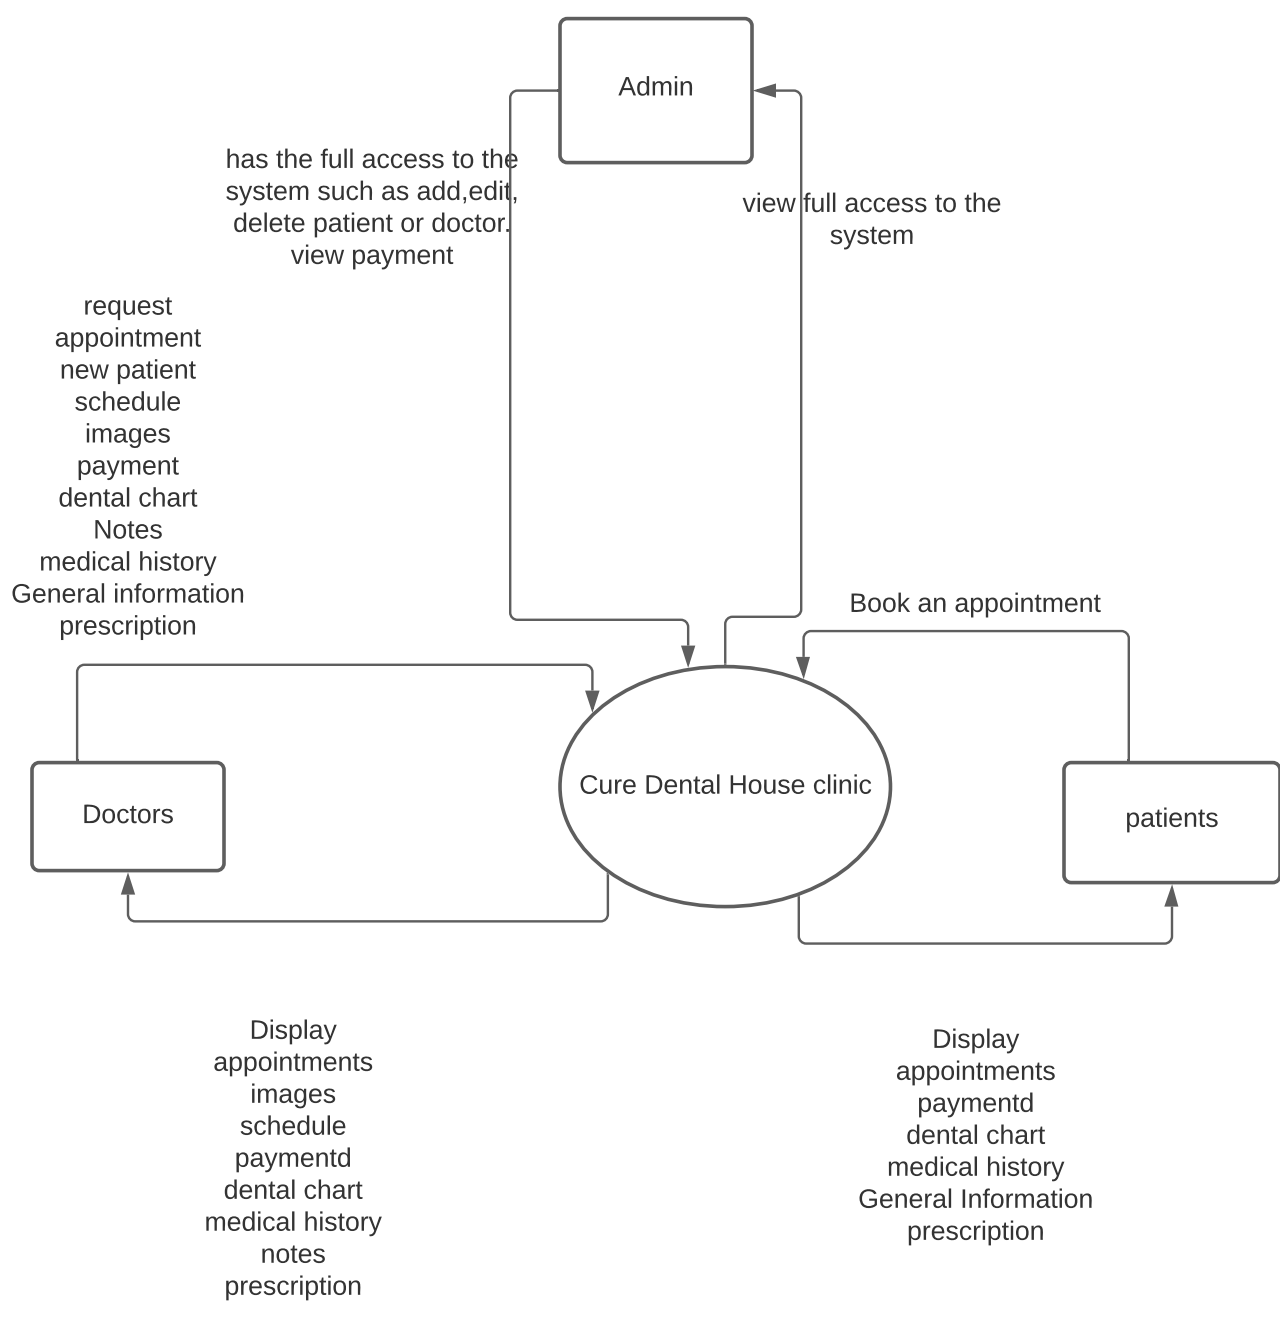 Admin
has the full access to the
system such as add,edit,
delete patient or doctor.
view payment
view full access to the
system
request
appointment
new patient
schedule
images
payment
dental chart
Notes
medical history
General information
prescription
Book an appointment
Doctors
Cure Dental House clinic
patients
Display
appointments
images
schedule
paymentd
dental chart
medical history
notes
prescription
Display
appointments
paymentd
dental chart
medical history
General Information
prescription